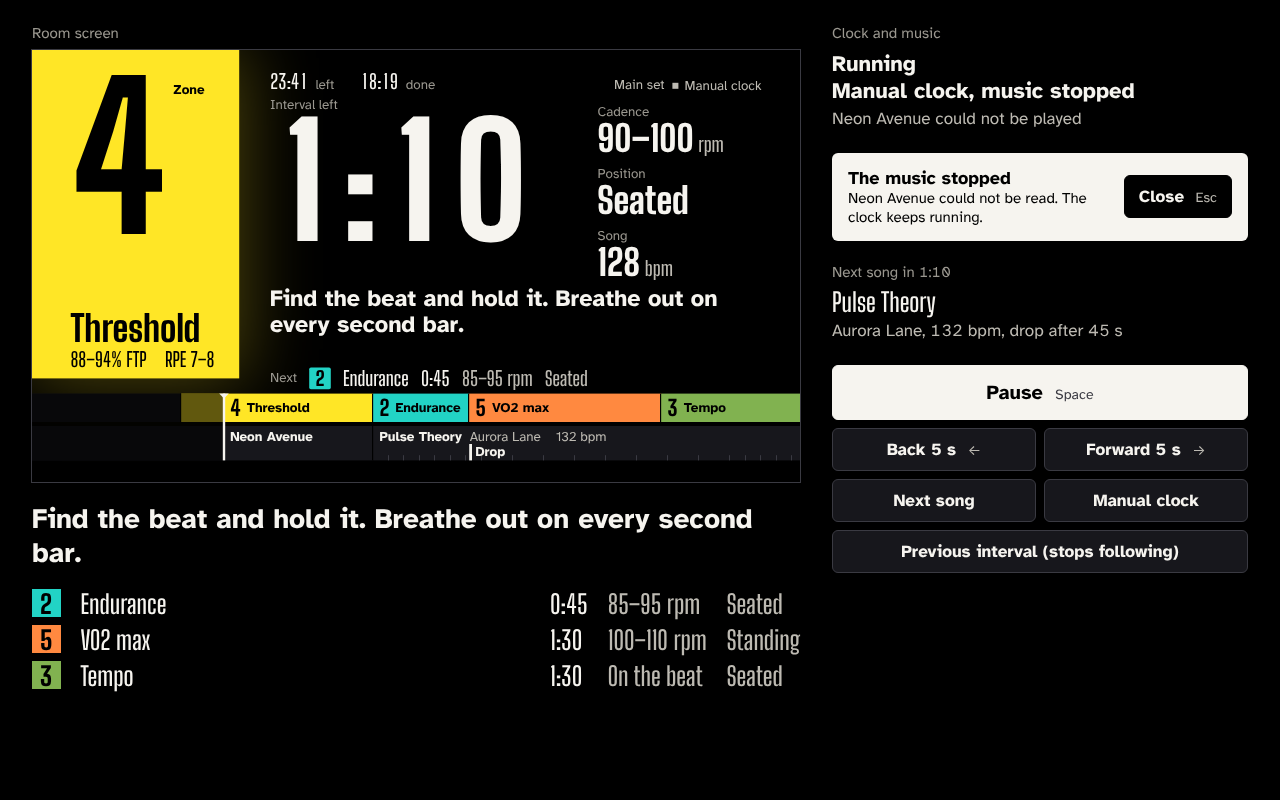 Room screen
4 Zone
Threshold
88–94% FTP RPE 7–8
23:41 left 18:19 done
Main set ■ Manual clock
Interval left
1:10
Cadence
90–100 rpm
Position
Seated
Song
128 bpm
Find the beat and hold it. Breathe out on
every second bar.
Next 2 Endurance 0:45 85–95 rpm Seated
4 Threshold 2 Endurance 5 VO2 max 3 Tempo
Neon Avenue Pulse Theory Aurora Lane 132 bpm
Drop
Find the beat and hold it. Breathe out on every second
bar.
2 Endurance 0:45 85–95 rpm Seated
5 VO2 max 1:30 100–110 rpm Standing
3 Tempo 1:30 On the beat Seated
Clock and music
Running
Manual clock, music stopped
Neon Avenue could not be played
The music stopped
Neon Avenue could not be read. The
clock keeps running.
Close Esc
Next song in 1:10
Pulse Theory
Aurora Lane, 132 bpm, drop after 45 s
Pause Space
Back 5 s ← Forward 5 s →
Next song Manual clock
Previous interval (stops following)